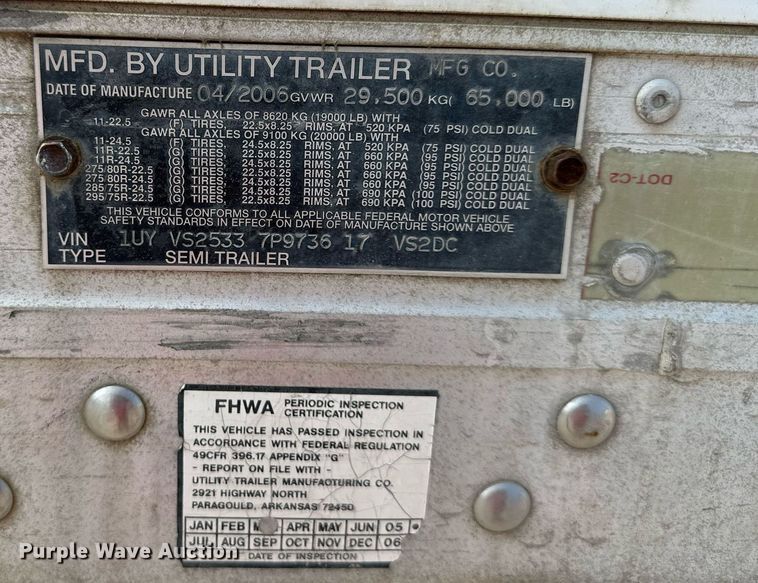 MFD. BY UTILITY TRAILER MFG CO.
DATE OF MANUFACTURE 04/2006 GVWR 29,500 KG( 65,000 LB)
GAWR ALL AXLES OF 8620 KG (19000 LB) WITH
11-22.5 (F) TIRES, 22.5x8.25 RIMS. AT 520 KPA (75 PSI) COLD DUAL
GAWR ALL AXLES OF 9100 KG (20000 LB) WITH
11-24.5 (F) TIRES, 24.5x8.25 RIMS. AT 520 KPA (75 PSI) COLD DUAL
11R-22.5 (G) TIRES, 22.5x8.25 RIMS. AT 660 KPA (95 PSI) COLD DUAL
11R-24.5 (G) TIRES, 24.5x8.25 RIMS. AT 660 KPA (95 PSI) COLD DUAL
275 80R-22.5 (G) TIRES, 22.5x8.25 RIMS. AT 660 KPA (95 PSI) COLD DUAL
275 80R-24.5 (G) TIRES, 24.5x8.25 RIMS. AT 660 KPA (95 PSI) COLD DUAL
285 75R-24.5 (G) TIRES, 24.5x8.25 RIMS. AT 690 KPA (100 PSI) COLD DUAL
295 75R-22.5 (G) TIRES, 22.5x8.25 RIMS. AT 690 KPA (100 PSI) COLD DUAL
THIS VEHICLE CONFORMS TO ALL APPLICABLE FEDERAL MOTOR VEHICLE
SAFETY STANDARDS IN EFFECT ON DATE OF MANUFACTURE SHOWN ABOVE
VIN 1UY VS2533 7P9736 17 VS2DC
TYPE SEMI TRAILER
DOT-C2
FHWA PERIODIC INSPECTION
CERTIFICATION
THIS VEHICLE HAS PASSED INSPECTION IN
ACCORDANCE WITH FEDERAL REGULATION
49CFR 396.17 APPENDIX "G"
- REPORT ON FILE WITH -
UTILITY TRAILER MANUFACTURING CO.
2921 HIGHWAY NORTH
PARAGOULD, ARKANSAS 72450
JAN FEB APR MAY JUN 05
JUL AUG SEP OCT NOV DEC 06
DATE OF INSPECTION
Purple Wave Auction